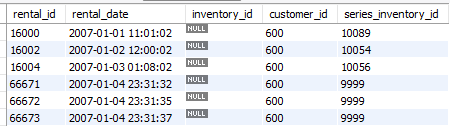 rental_id rental_date inventory_id customer_id series_inventory_id
16000 2007-01-01 11:01:02 NULL 600 10089
16002 2007-01-02 12:00:02 NULL 600 10054
16004 2007-01-03 01:08:02 NULL 600 10056
66671 2007-01-04 23:31:32 NULL 600 9999
66672 2007-01-04 23:31:35 NULL 600 9999
66673 2007-01-04 23:31:37 NULL 600 9999